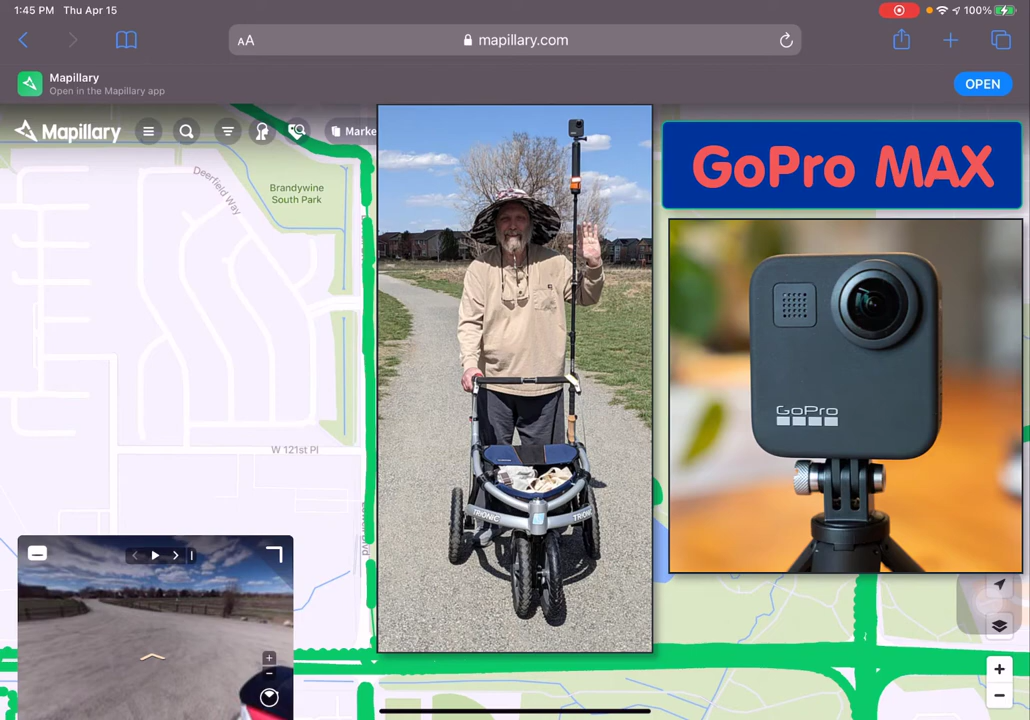 1:45 PM Thu Apr 15
100%
AA
mapillary.com
Mapillary
Open in the Mapillary app
OPEN
Mapillary
Marke
GoPro MAX
Deerfield Way
Brandywine
South Park
W 121st Pl
GoPro
TRIONIC
TRIONIC